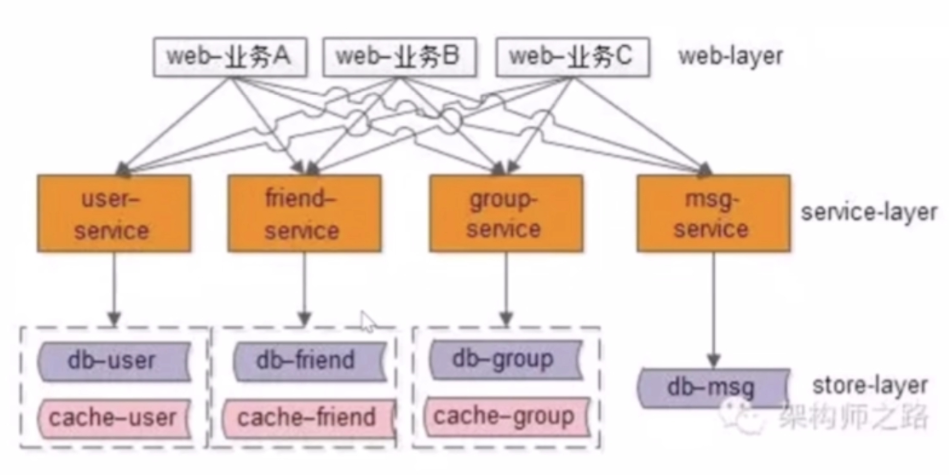 web-业务A
web-业务B
web-业务C
web-layer
user-
service
friend-
service
group-
service
msg-
service
service-layer
db-user
db-friend
db-group
db-msg
store-layer
cache-user
cache-friend
cache-group
架构师之路